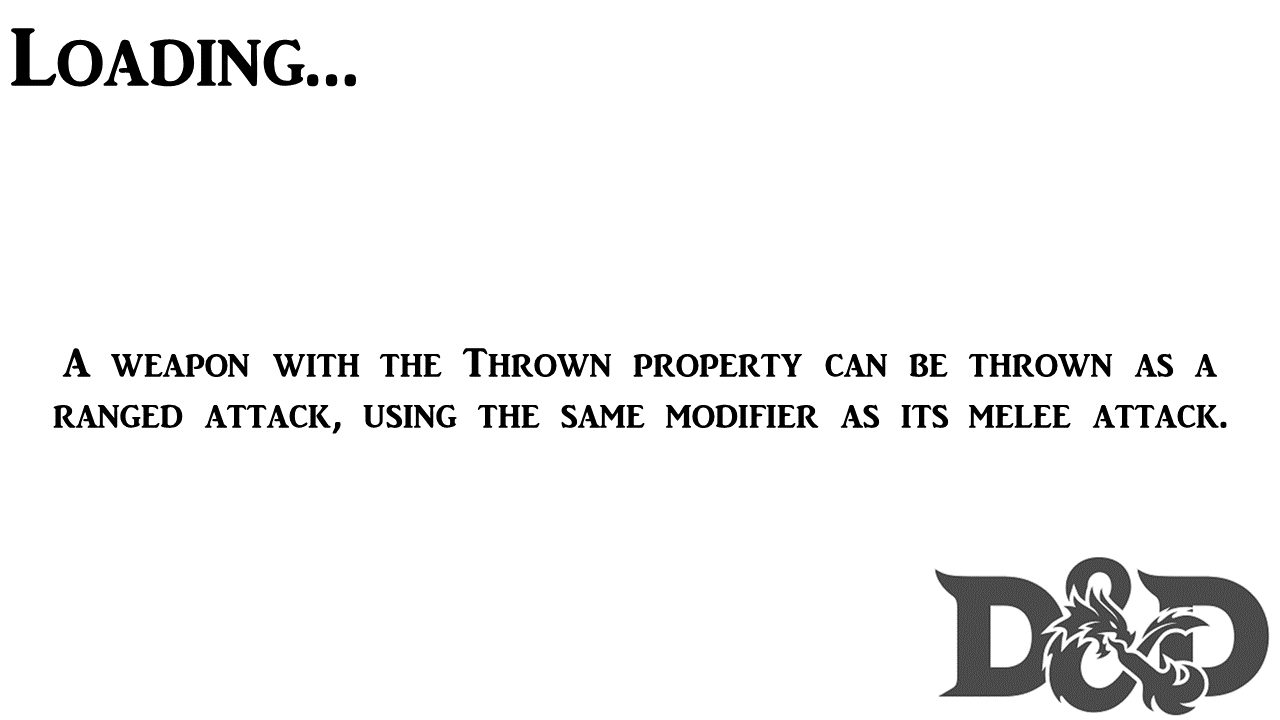 Loading...
A weapon with the Thrown property can be thrown as a
ranged attack, using the same modifier as its melee attack.
D&D